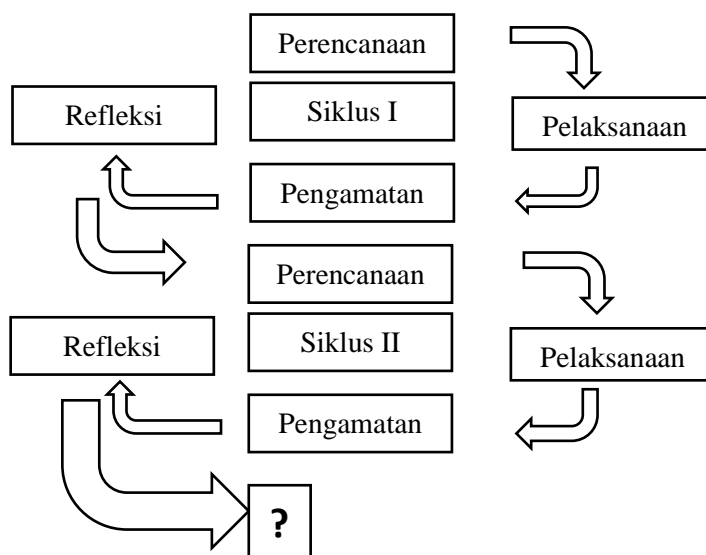 Perencanaan
Refleksi
Siklus I
Pelaksanaan
Pengamatan
Perencanaan
Refleksi
Siklus II
Pelaksanaan
Pengamatan
?